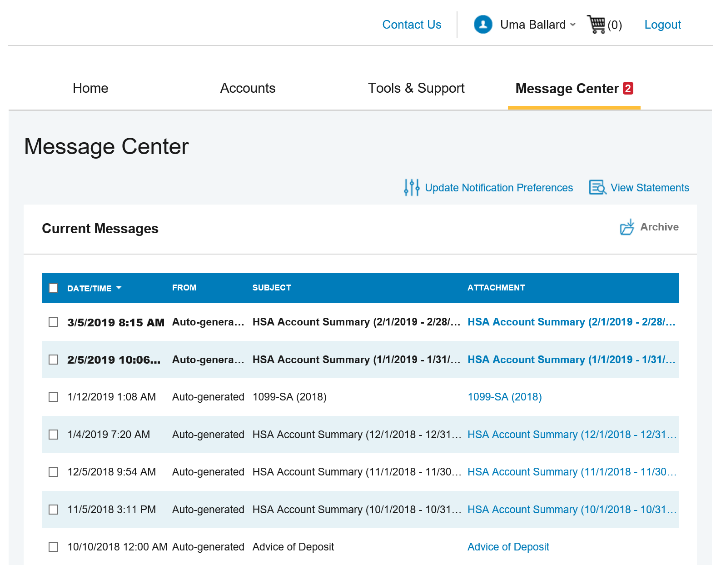 Contact Us Uma Ballard (0) Logout
Home Accounts Tools & Support Message Center 2
Message Center
Update Notification Preferences View Statements
Current Messages Archive
DATE/TIME FROM SUBJECT ATTACHMENT
3/5/2019 8:15 AM Auto-genera... HSA Account Summary (2/1/2019 - 2/28/... HSA Account Summary (2/1/2019 - 2/28/...
2/5/2019 10:06... Auto-genera... HSA Account Summary (1/1/2019 - 1/31/... HSA Account Summary (1/1/2019 - 1/31/...
1/12/2019 1:08 AM Auto-generated 1099-SA (2018) 1099-SA (2018)
1/4/2019 7:20 AM Auto-generated HSA Account Summary (12/1/2018 - 12/31... HSA Account Summary (12/1/2018 - 12/31...
12/5/2018 9:54 AM Auto-generated HSA Account Summary (11/1/2018 - 11/30... HSA Account Summary (11/1/2018 - 11/30...
11/5/2018 3:11 PM Auto-generated HSA Account Summary (10/1/2018 - 10/31... HSA Account Summary (10/1/2018 - 10/31...
10/10/2018 12:00 AM Auto-generated Advice of Deposit Advice of Deposit